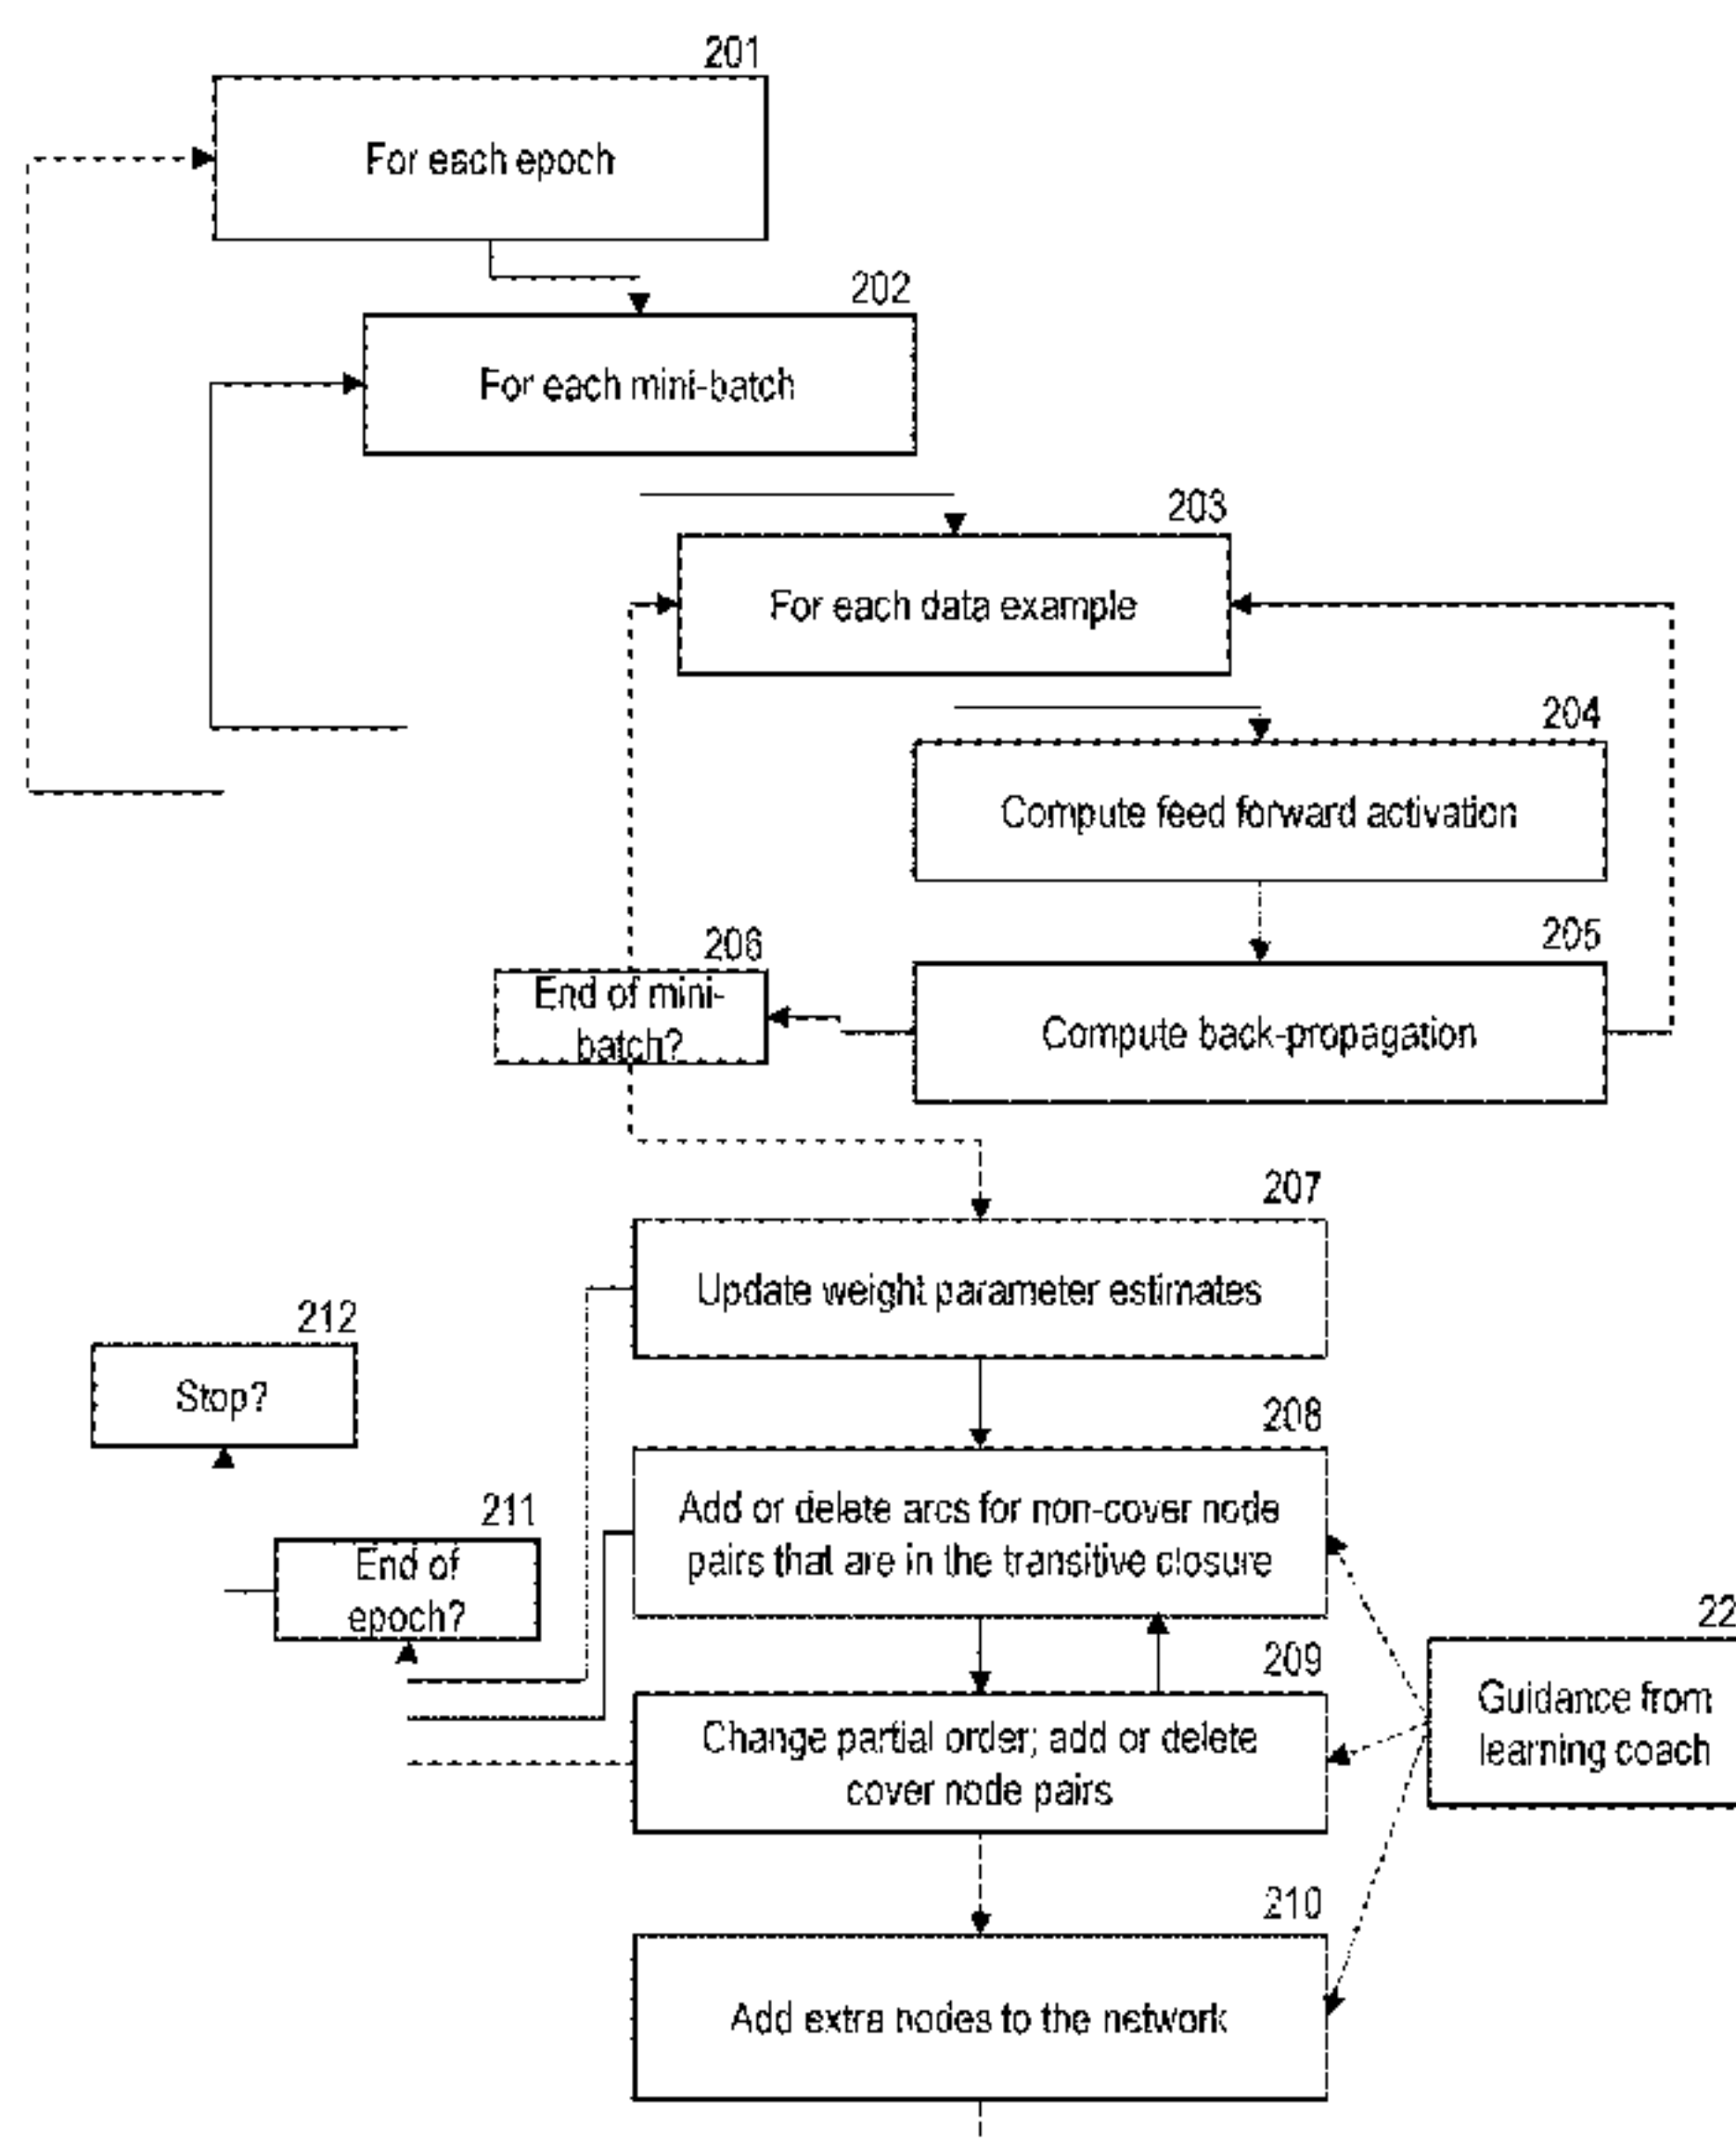 201
For each epoch
202
For each mini-batch
203
For each data example
204
Compute feed forward activation
205
Compute back-propagation
206
End of mini-
batch?
207
Update weight parameter estimates
212
Stop?
208
Add or delete arcs for non-cover node
pairs that are in the transitive closure
211
End of
epoch?
22
Guidance from
learning coach
209
Change partial order; add or delete
cover node pairs
210
Add extra nodes to the network